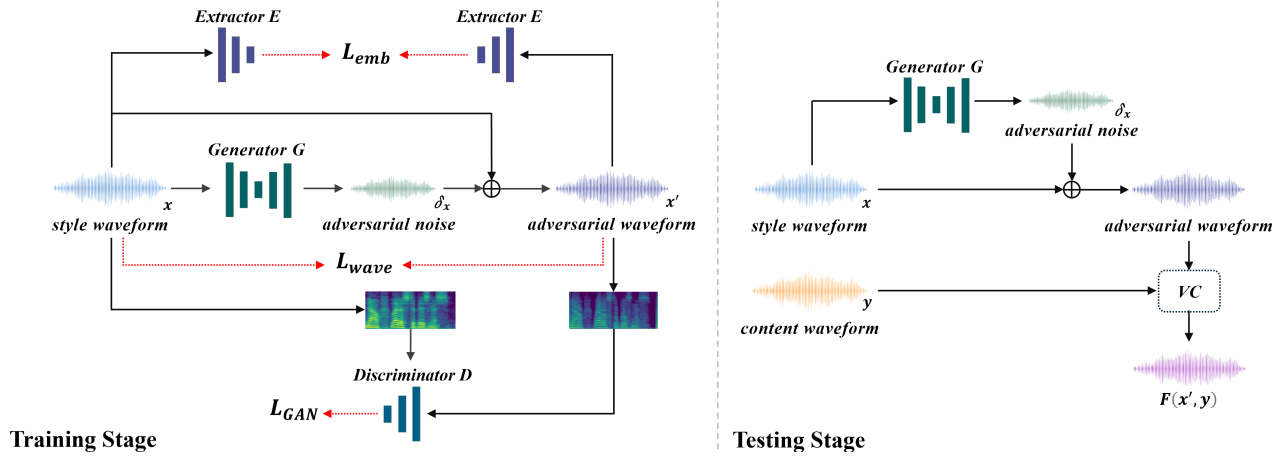 Extractor E
Extractor E
L_emb
Generator G
x
δ_x
x′
style waveform
adversarial noise
adversarial waveform
L_wave
Discriminator D
L_GAN
Training Stage
Generator G
δ_x
adversarial noise
x
style waveform
adversarial waveform
y
content waveform
VC
F(x′, y)
Testing Stage